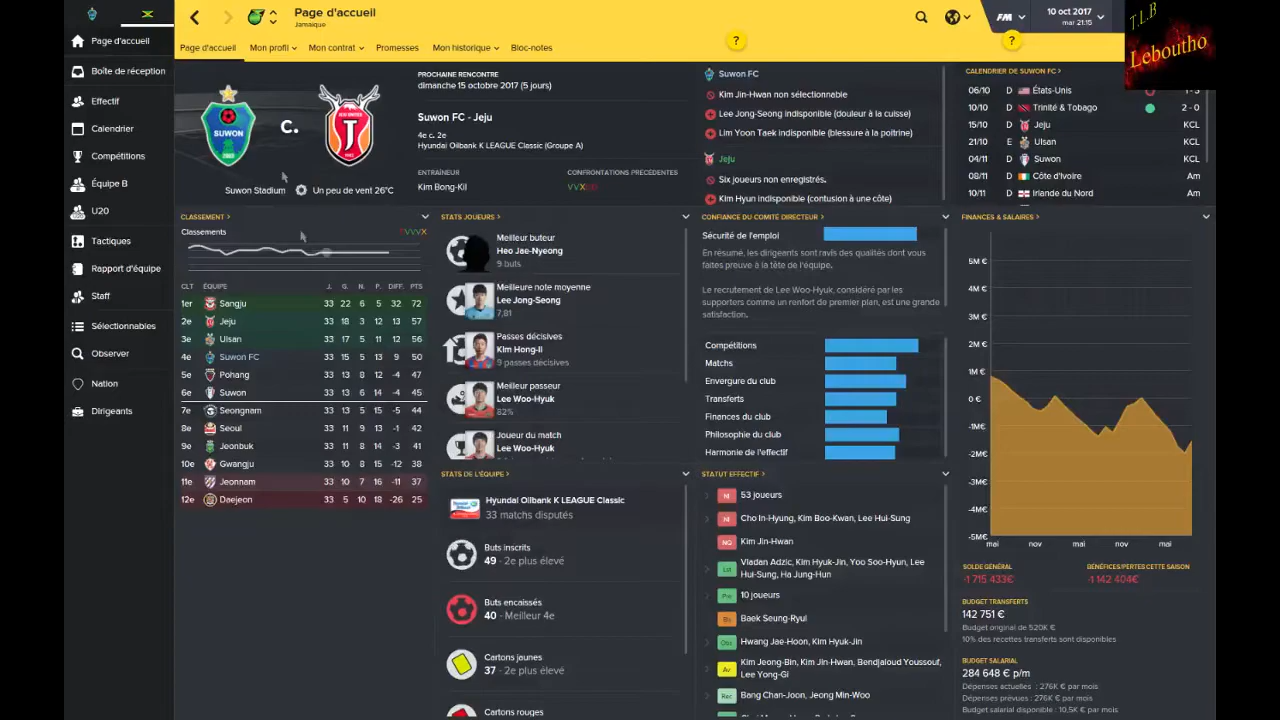 Page d'accueil
Jamaïque
FM
10 oct 2017
mar 21:15
T.L.B
Leboutho
Page d'accueil
Boîte de réception
Effectif
Calendrier
Compétitions
Équipe B
U20
Tactiques
Rapport d'équipe
Staff
Sélectionnables
Observer
Nation
Dirigeants
Page d'accueil
Mon profil
Mon contrat
Promesses
Mon historique
Bloc-notes
?
?
SUWON
c.
Suwon Stadium
Un peu de vent 26°C
PROCHAINE RENCONTRE
dimanche 15 octobre 2017 (5 jours)
Suwon FC - Jeju
4e c. 2e
Hyundai Oilbank K LEAGUE Classic (Groupe A)
ENTRAÎNEUR
Kim Bong-Kil
CONFRONTATIONS PRÉCÉDENTES
Suwon FC
Kim Jin-Hwan non sélectionnable
Lee Jong-Seong indisponible (douleur à la cuisse)
Lim Yoon Taek indisponible (blessure à la poitrine)
Jeju
Six joueurs non enregistrés.
Kim Hyun indisponible (contusion à une côte)
CALENDRIER DE SUWON FC >
06/10 D États-Unis 1 - 3
10/10 D Trinité & Tobago 2 - 0
15/10 D Jeju KCL
21/10 E Ulsan KCL
04/11 D Suwon KCL
08/11 D Côte d'Ivoire Am
10/11 D Irlande du Nord Am
CLASSEMENT >
Classements
CLT ÉQUIPE J. G. N. P. DIFF. PTS
1er Sangju 33 22 6 5 32 72
2e Jeju 33 18 3 12 13 57
3e Ulsan 33 17 5 11 12 56
4e Suwon FC 33 15 5 13 9 50
5e Pohang 33 13 8 12 -4 47
6e Suwon 33 13 6 14 -4 45
7e Seongnam 33 13 5 15 -5 44
8e Seoul 33 11 9 13 -1 42
9e Jeonbuk 33 11 8 14 -3 41
10e Gwangju 33 10 8 15 -12 38
11e Jeonnam 33 10 7 16 -11 37
12e Daejeon 33 5 10 18 -26 25
STATS JOUEURS >
Meilleur buteur
Heo Jae-Nyeong
9 buts
Meilleure note moyenne
Lee Jong-Seong
7,81
Passes décisives
Kim Hong-Il
9 passes décisives
Meilleur passeur
Lee Woo-Hyuk
82%
Joueur du match
Lee Woo-Hyuk
STATS DE L'ÉQUIPE >
Hyundai Oilbank K LEAGUE Classic
33 matchs disputés
Buts inscrits
49 - 2e plus élevé
Buts encaissés
40 - Meilleur 4e
Cartons jaunes
37 - 2e plus élevé
Cartons rouges
CONFIANCE DU COMITÉ DIRECTEUR >
Sécurité de l'emploi
En résumé, les dirigeants sont ravis des qualités dont vous
faites preuve à la tête de l'équipe.
Le recrutement de Lee Woo-Hyuk, considéré par les
supporters comme un renfort de premier plan, est une grande
satisfaction.
Compétitions
Matchs
Envergure du club
Transferts
Finances du club
Philosophie du club
Harmonie de l'effectif
STATUT EFFECTIF >
NI 53 joueurs
NI Cho In-Hyung, Kim Boo-Kwan, Lee Hui-Sung
NQ Kim Jin-Hwan
Lst Vladan Adzic, Kim Hyuk-Jin, Yoo Soo-Hyun, Lee
Hui-Sung, Ha Jung-Hun
Pre 10 joueurs
Bls Baek Seung-Ryul
Obs Hwang Jae-Hoon, Kim Hyuk-Jin
Av Kim Jeong-Bin, Kim Jin-Hwan, Bendjaloud Youssouf,
Lee Yong-Gi
Rec Bang Chan-Joon, Jeong Min-Woo
FINANCES & SALAIRES >
5M €
4M €
3M €
2M €
1M €
0 €
-1M€
-2M€
-3M€
-4M€
-5M€
mai nov mai nov mai
SOLDE GÉNÉRAL
-1 715 433€
BÉNÉFICES/PERTES CETTE SAISON
-1 142 404€
BUDGET TRANSFERTS
142 751 €
Budget original de 520K €
10% des recettes transferts sont disponibles
BUDGET SALARIAL
284 648 € p/m
Dépenses actuelles : 276K € par mois
Dépenses prévues : 276K € par mois
Budget salarial disponible : 10,5K € par mois